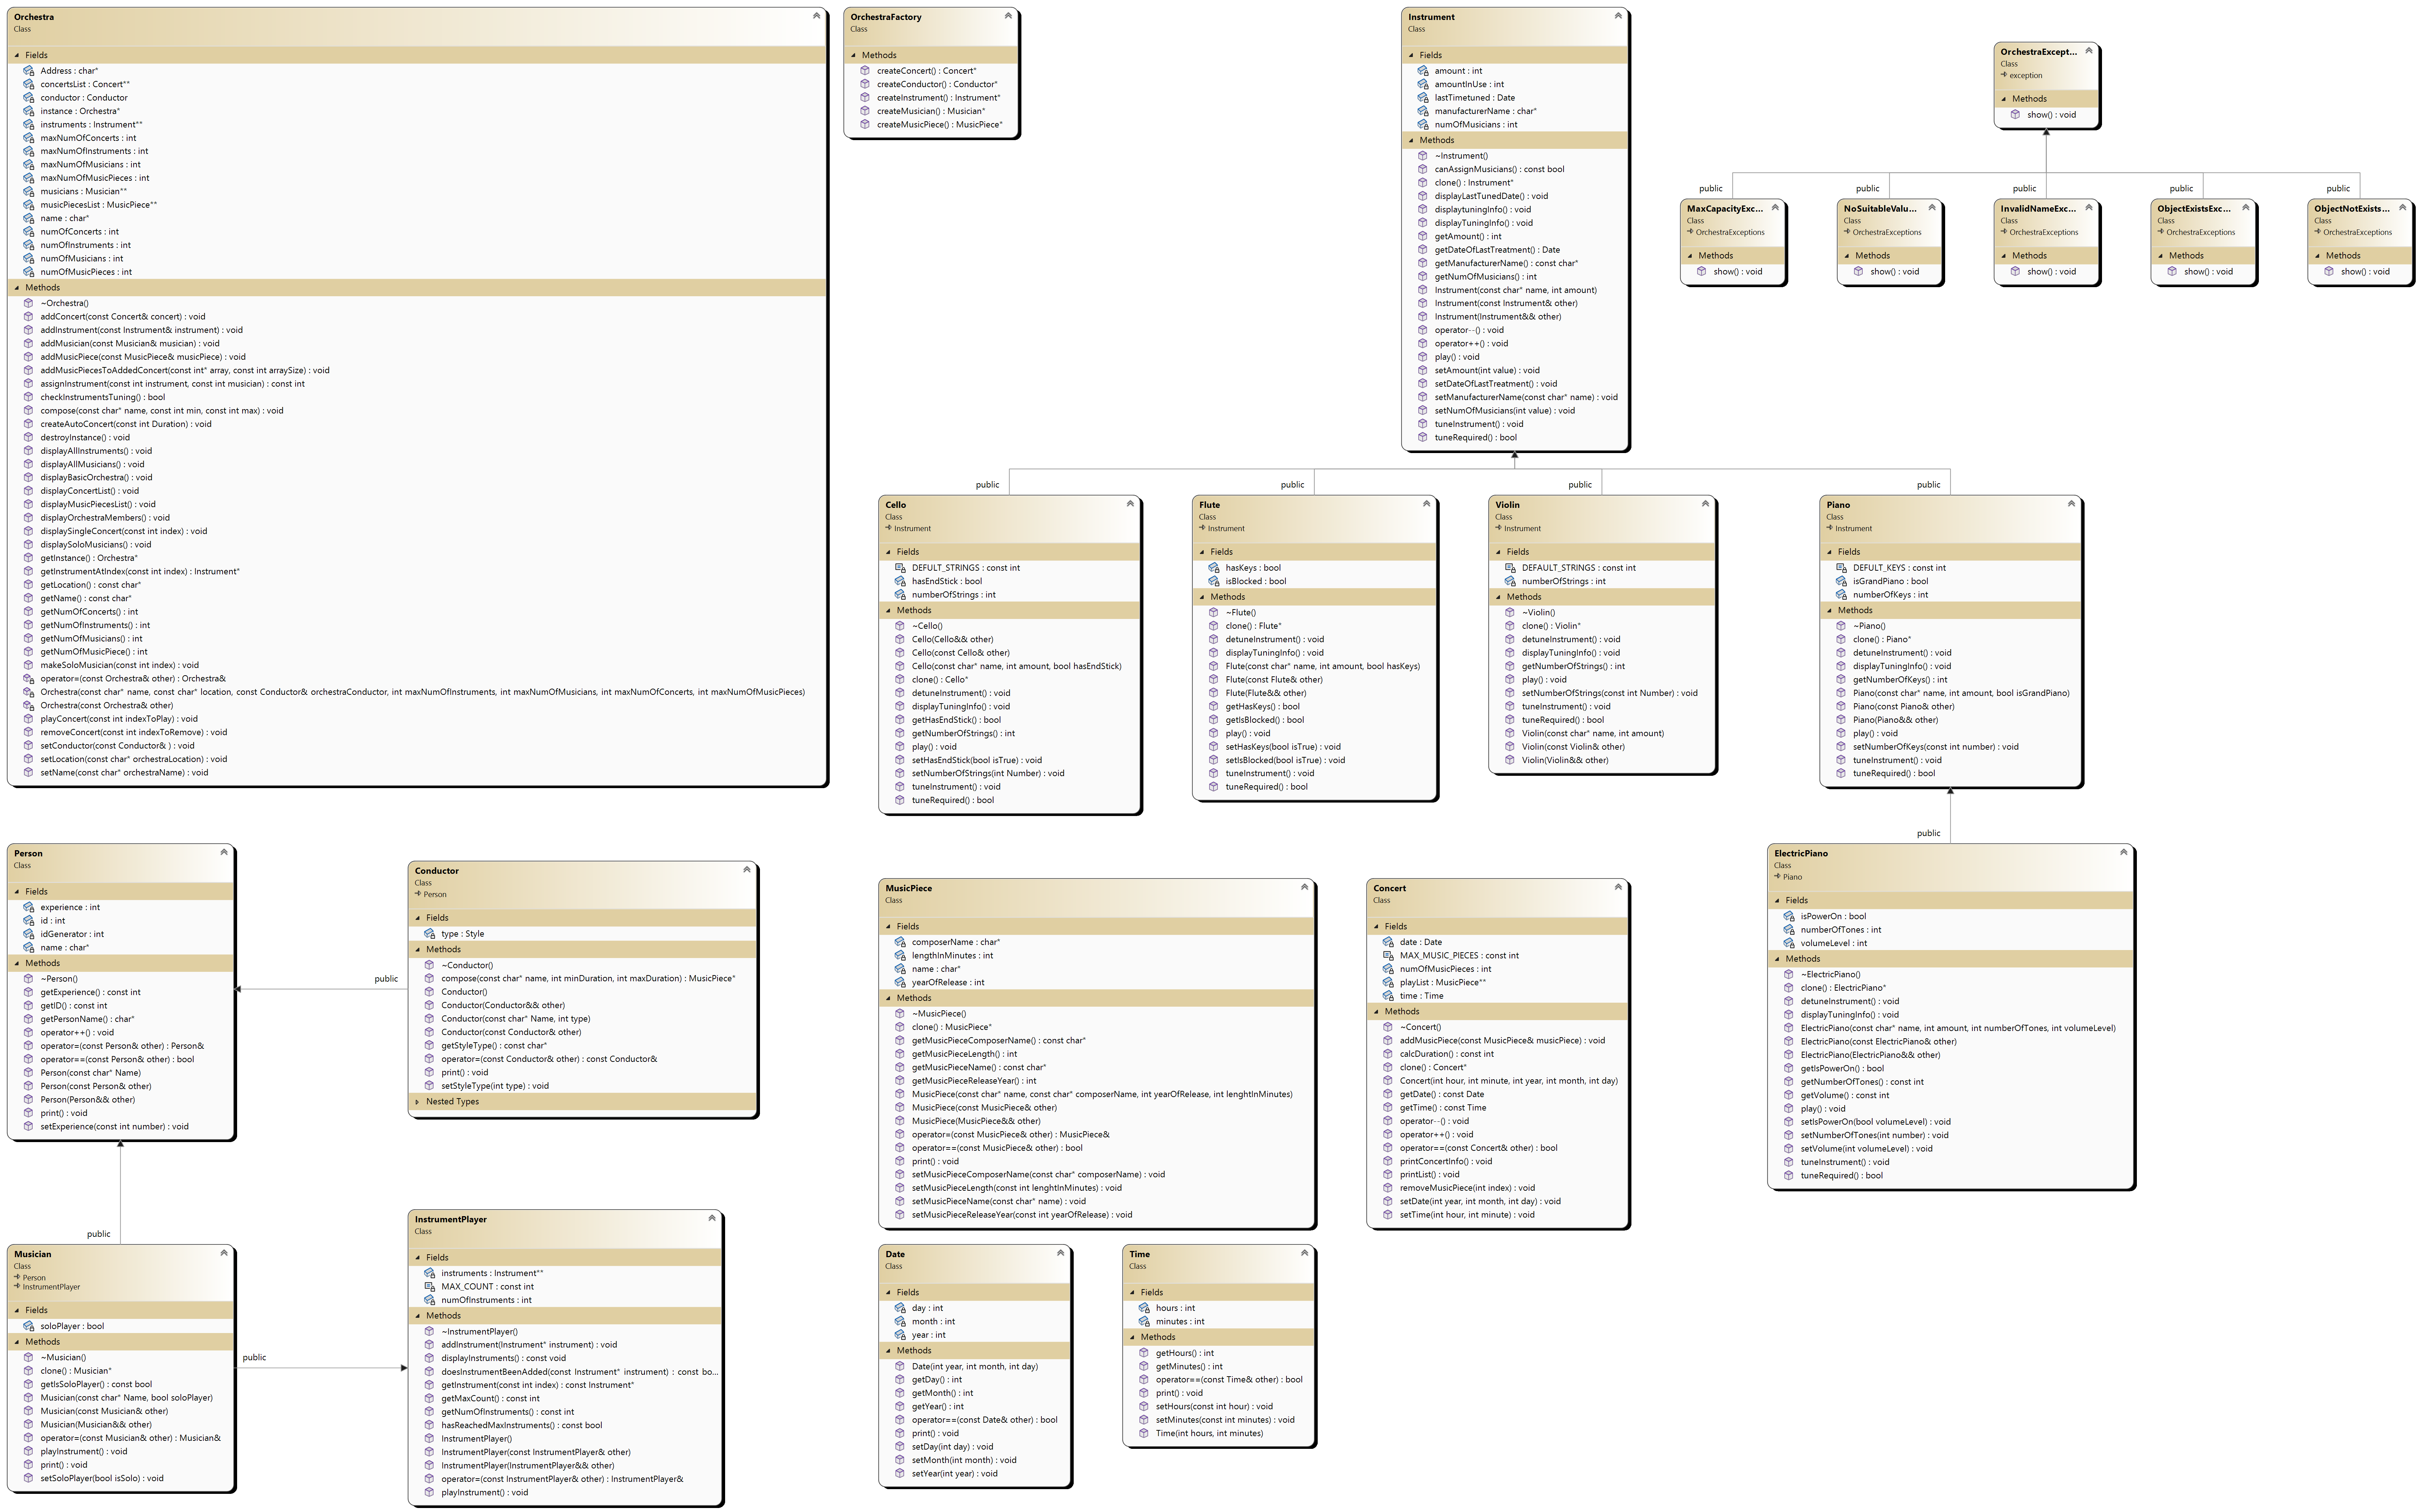 Orchestra
Class
Fields
Address : char*
concertsList : Concert**
conductor : Conductor
instance : Orchestra*
instruments : Instrument**
maxNumOfConcerts : int
maxNumOfInstruments : int
maxNumOfMusicians : int
maxNumOfMusicPieces : int
musicians : Musician**
musicPiecesList : MusicPiece**
name : char*
numOfConcerts : int
numOfInstruments : int
numOfMusicians : int
numOfMusicPieces : int
Methods
~Orchestra()
addConcert(const Concert& concert) : void
addInstrument(const Instrument& instrument) : void
addMusician(const Musician& musician) : void
addMusicPiece(const MusicPiece& musicPiece) : void
addMusicPiecesToAddedConcert(const int* array, const int arraySize) : void
assignInstrument(const int instrument, const int musician) : const int
checkInstrumentsTuning() : bool
compose(const char* name, const int min, const int max) : void
createAutoConcert(const int Duration) : void
destroyInstance() : void
displayAllInstruments() : void
displayAllMusicians() : void
displayBasicOrchestra() : void
displayConcertList() : void
displayMusicPiecesList() : void
displayOrchestraMembers() : void
displaySingleConcert(const int index) : void
displaySoloMusicians() : void
getInstance() : Orchestra*
getInstrumentAtIndex(const int index) : Instrument*
getLocation() : const char*
getName() : const char*
getNumOfConcerts() : int
getNumOfInstruments() : int
getNumOfMusicians() : int
getNumOfMusicPiece() : int
makeSoloMusician(const int index) : void
operator=(const Orchestra& other) : Orchestra&
Orchestra(const char* name, const char* location, const Conductor& orchestraConductor, int maxNumOfInstruments, int maxNumOfMusicians, int maxNumOfConcerts, int maxNumOfMusicPieces)
Orchestra(const Orchestra& other)
playConcert(const int indexToPlay) : void
removeConcert(const int indexToRemove) : void
setConductor(const Conductor& ) : void
setLocation(const char* orchestraLocation) : void
setName(const char* orchestraName) : void
OrchestraFactory
Class
Methods
createConcert() : Concert*
createConductor() : Conductor*
createInstrument() : Instrument*
createMusician() : Musician*
createMusicPiece() : MusicPiece*
Instrument
Class
Fields
amount : int
amountInUse : int
lastTimetuned : Date
manufacturerName : char*
numOfMusicians : int
Methods
~Instrument()
canAssignMusicians() : const bool
clone() : Instrument*
displayLastTunedDate() : void
displaytuningInfo() : void
displayTuningInfo() : void
getAmount() : int
getDateOfLastTreatment() : Date
getManufacturerName() : const char*
getNumOfMusicians() : int
Instrument(const char* name, int amount)
Instrument(const Instrument& other)
Instrument(Instrument&& other)
operator--() : void
operator++() : void
play() : void
setAmount(int value) : void
setDateOfLastTreatment() : void
setManufacturerName(const char* name) : void
setNumOfMusicians(int value) : void
tuneInstrument() : void
tuneRequired() : bool
OrchestraExcept...
Class
exception
Methods
show() : void
public
public
public
public
public
MaxCapacityExc...
Class
OrchestraExceptions
Methods
show() : void
NoSuitableValu...
Class
OrchestraExceptions
Methods
show() : void
InvalidNameExc...
Class
OrchestraExceptions
Methods
show() : void
ObjectExistsExc...
Class
OrchestraExceptions
Methods
show() : void
ObjectNotExists...
Class
OrchestraExceptions
Methods
show() : void
public
public
public
public
Cello
Class
Instrument
Fields
DEFULT_STRINGS : const int
hasEndStick : bool
numberOfStrings : int
Methods
~Cello()
Cello(Cello&& other)
Cello(const Cello& other)
Cello(const char* name, int amount, bool hasEndStick)
clone() : Cello*
detuneInstrument() : void
displayTuningInfo() : void
getHasEndStick() : bool
getNumberOfStrings() : int
play() : void
setHasEndStick(bool isTrue) : void
setNumberOfStrings(int Number) : void
tuneInstrument() : void
tuneRequired() : bool
Flute
Class
Instrument
Fields
hasKeys : bool
isBlocked : bool
Methods
~Flute()
clone() : Flute*
detuneInstrument() : void
displayTuningInfo() : void
Flute(const char* name, int amount, bool hasKeys)
Flute(const Flute& other)
Flute(Flute&& other)
getHasKeys() : bool
getIsBlocked() : bool
play() : void
setHasKeys(bool isTrue) : void
setIsBlocked(bool isTrue) : void
tuneInstrument() : void
tuneRequired() : bool
Violin
Class
Instrument
Fields
DEFAULT_STRINGS : const int
numberOfStrings : int
Methods
~Violin()
clone() : Violin*
detuneInstrument() : void
displayTuningInfo() : void
getNumberOfStrings() : int
play() : void
setNumberOfStrings(const int Number) : void
tuneInstrument() : void
tuneRequired() : bool
Violin(const char* name, int amount)
Violin(const Violin& other)
Violin(Violin&& other)
Piano
Class
Instrument
Fields
DEFULT_KEYS : const int
isGrandPiano : bool
numberOfKeys : int
Methods
~Piano()
clone() : Piano*
detuneInstrument() : void
displayTuningInfo() : void
getNumberOfKeys() : int
Piano(const char* name, int amount, bool isGrandPiano)
Piano(const Piano& other)
Piano(Piano&& other)
play() : void
setNumberOfKeys(const int number) : void
tuneInstrument() : void
tuneRequired() : bool
public
Person
Class
Fields
experience : int
id : int
idGenerator : int
name : char*
Methods
~Person()
getExperience() : const int
getID() : const int
getPersonName() : char*
operator++() : void
operator=(const Person& other) : Person&
operator==(const Person& other) : bool
Person(const char* Name)
Person(const Person& other)
Person(Person&& other)
print() : void
setExperience(const int number) : void
public
Conductor
Class
Person
Fields
type : Style
Methods
~Conductor()
compose(const char* name, int minDuration, int maxDuration) : MusicPiece*
Conductor()
Conductor(Conductor&& other)
Conductor(const char* Name, int type)
Conductor(const Conductor& other)
getStyleType() : const char*
operator=(const Conductor& other) : const Conductor&
print() : void
setStyleType(int type) : void
Nested Types
MusicPiece
Class
Fields
composerName : char*
lengthInMinutes : int
name : char*
yearOfRelease : int
Methods
~MusicPiece()
clone() : MusicPiece*
getMusicPieceComposerName() : const char*
getMusicPieceLength() : int
getMusicPieceName() : const char*
getMusicPieceReleaseYear() : int
MusicPiece(const char* name, const char* composerName, int yearOfRelease, int lenghtInMinutes)
MusicPiece(const MusicPiece& other)
MusicPiece(MusicPiece&& other)
operator=(const MusicPiece& other) : MusicPiece&
operator==(const MusicPiece& other) : bool
print() : void
setMusicPieceComposerName(const char* composerName) : void
setMusicPieceLength(const int lenghtInMinutes) : void
setMusicPieceName(const char* name) : void
setMusicPieceReleaseYear(const int yearOfRelease) : void
Concert
Class
Fields
date : Date
MAX_MUSIC_PIECES : const int
numOfMusicPieces : int
playList : MusicPiece**
time : Time
Methods
~Concert()
addMusicPiece(const MusicPiece& musicPiece) : void
calcDuration() : const int
clone() : Concert*
Concert(int hour, int minute, int year, int month, int day)
getDate() : const Date
getTime() : const Time
operator--() : void
operator++() : void
operator==(const Concert& other) : bool
printConcertInfo() : void
printList() : void
removeMusicPiece(int index) : void
setDate(int year, int month, int day) : void
setTime(int hour, int minute) : void
ElectricPiano
Class
Piano
Fields
isPowerOn : bool
numberOfTones : int
volumeLevel : int
Methods
~ElectricPiano()
clone() : ElectricPiano*
detuneInstrument() : void
displayTuningInfo() : void
ElectricPiano(const char* name, int amount, int numberOfTones, int volumeLevel)
ElectricPiano(const ElectricPiano& other)
ElectricPiano(ElectricPiano&& other)
getIsPowerOn() : bool
getNumberOfTones() : const int
getVolume() : const int
play() : void
setIsPowerOn(bool volumeLevel) : void
setNumberOfTones(int number) : void
setVolume(int volumeLevel) : void
tuneInstrument() : void
tuneRequired() : bool
public
Musician
Class
Person
InstrumentPlayer
Fields
soloPlayer : bool
Methods
~Musician()
clone() : Musician*
getIsSoloPlayer() : const bool
Musician(const char* Name, bool soloPlayer)
Musician(const Musician& other)
Musician(Musician&& other)
operator=(const Musician& other) : Musician&
playInstrument() : void
print() : void
setSoloPlayer(bool isSolo) : void
public
InstrumentPlayer
Class
Fields
instruments : Instrument**
MAX_COUNT : const int
numOfInstruments : int
Methods
~InstrumentPlayer()
addInstrument(Instrument* instrument) : void
displayInstruments() : const void
doesInstrumentBeenAdded(const Instrument* instrument) : const bo...
getInstrument(const int index) : const Instrument*
getMaxCount() : const int
getNumOfInstruments() : const int
hasReachedMaxInstruments() : const bool
InstrumentPlayer()
InstrumentPlayer(const InstrumentPlayer& other)
InstrumentPlayer(InstrumentPlayer&& other)
operator=(const InstrumentPlayer& other) : InstrumentPlayer&
playInstrument() : void
Date
Class
Fields
day : int
month : int
year : int
Methods
Date(int year, int month, int day)
getDay() : int
getMonth() : int
getYear() : int
operator==(const Date& other) : bool
print() : void
setDay(int day) : void
setMonth(int month) : void
setYear(int year) : void
Time
Class
Fields
hours : int
minutes : int
Methods
getHours() : int
getMinutes() : int
operator==(const Time& other) : bool
print() : void
setHours(const int hour) : void
setMinutes(const int minutes) : void
Time(int hours, int minutes)